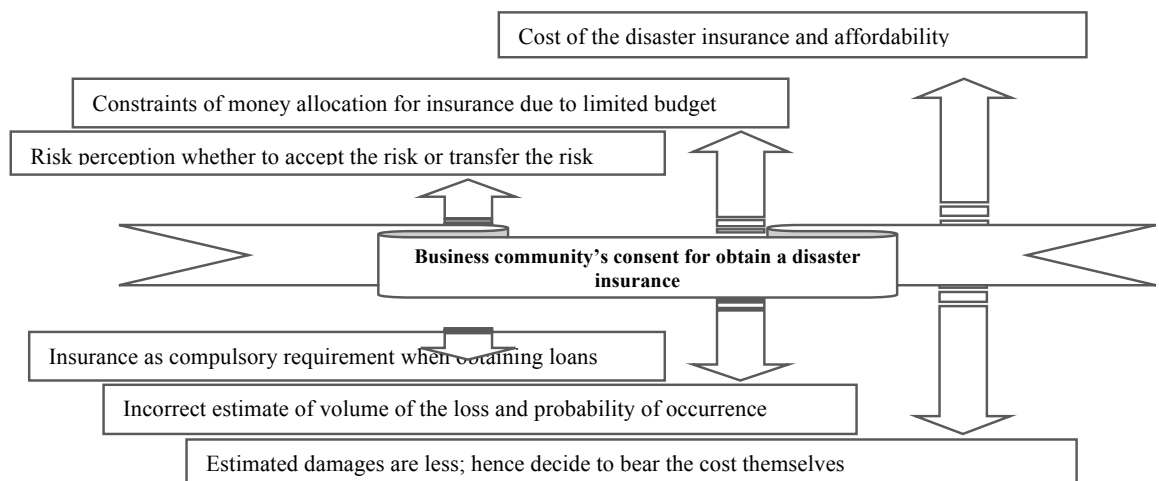 Cost of the disaster insurance and affordability
Constraints of money allocation for insurance due to limited budget
Risk perception whether to accept the risk or transfer the risk
Business community’s consent for obtain a disaster
insurance
Insurance as compulsory requirement when obtaining loans
Incorrect estimate of volume of the loss and probability of occurrence
Estimated damages are less; hence decide to bear the cost themselves